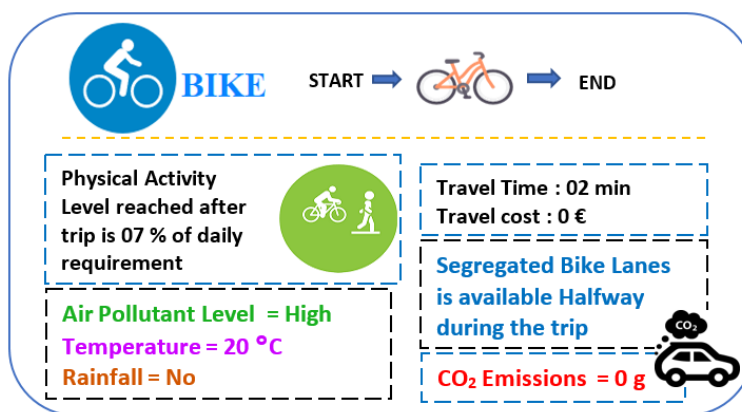 BIKE
START
END
Physical Activity
Level reached after
trip is 07 % of daily
requirement
Travel Time : 02 min
Travel cost : 0 €
Segregated Bike Lanes
is available Halfway
during the trip
Air Pollutant Level = High
Temperature = 20 °C
Rainfall = No
CO₂
CO₂ Emissions = 0 g